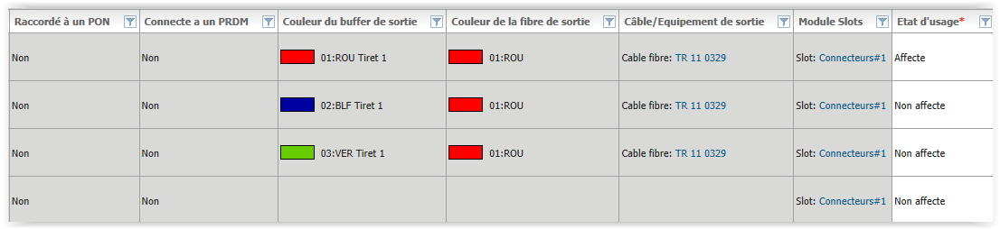 Raccordé à un PON Connecte a un PRDM Couleur du buffer de sortie Couleur de la fibre de sortie Câble/Equipement de sortie Module Slots Etat d'usage*
Non Non 01:ROU Tiret 1 01:ROU Cable fibre: TR 11 0329 Slot: Connecteurs#1 Affecte
Non Non 02:BLF Tiret 1 01:ROU Cable fibre: TR 11 0329 Slot: Connecteurs#1 Non affecte
Non Non 03:VER Tiret 1 01:ROU Cable fibre: TR 11 0329 Slot: Connecteurs#1 Non affecte
Non Non Slot: Connecteurs#1 Non affecte